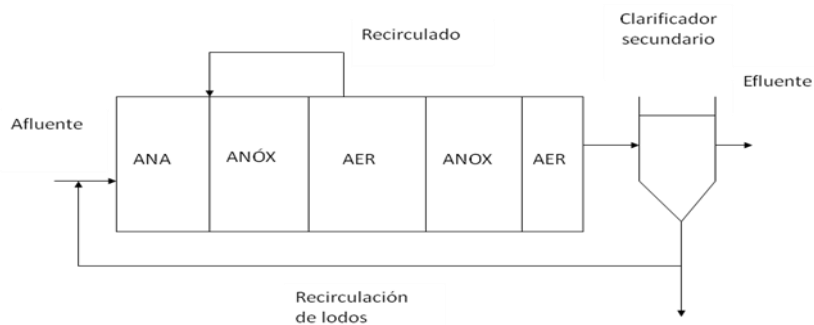 Clarificador
secundario
Recirculado
Efluente
Afluente
ANA
ANÓX
AER
ANOX
AER
Recirculación
de lodos